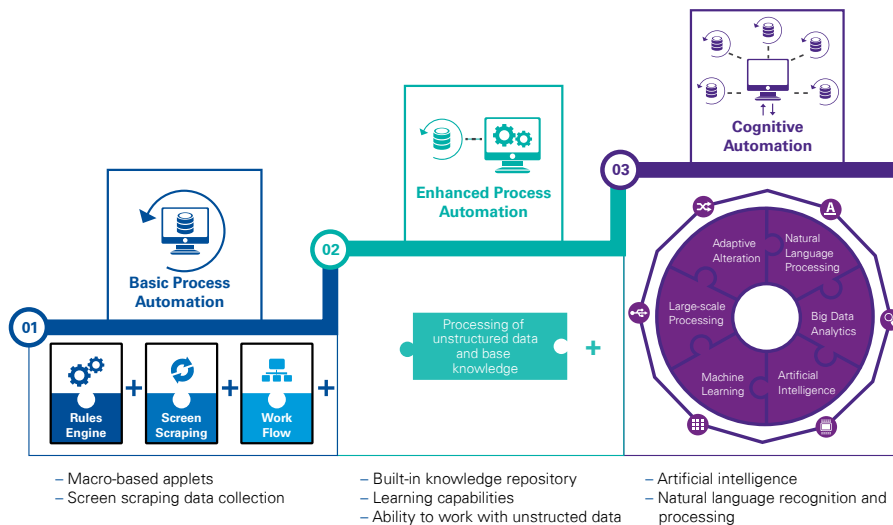 01
Basic Process
Automation
Rules
Engine
+
Screen
Scraping
+
Work
Flow
+
– Macro-based applets
– Screen scraping data collection
02
Enhanced Process
Automation
Processing of
unstructured data
and base
knowledge
+
– Built-in knowledge repository
– Learning capabilities
– Ability to work with unstructed data
03
Cognitive
Automation
A
Adaptive
Alteration
Natural
Language
Processing
Large-scale
Processing
Big Data
Analytics
Machine
Learning
Artificial
Intelligence
– Artificial intelligence
– Natural language recognition and
processing